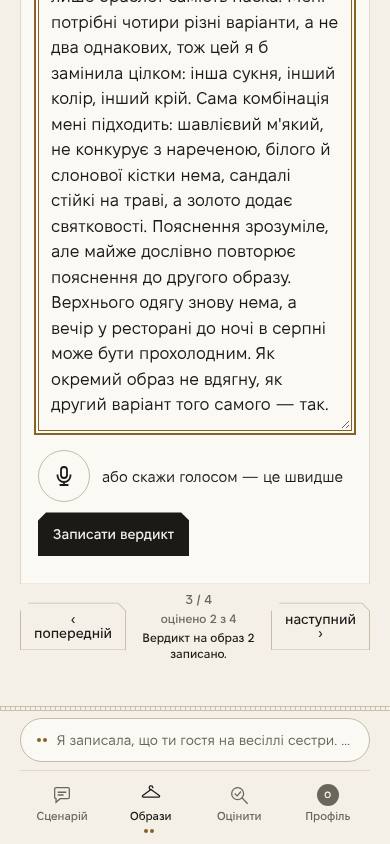 потрібні чотири різні варіанти, а не
два однакових, тож цей я б
замінила цілком: інша сукня, інший
колір, інший крій. Сама комбінація
мені підходить: шавлієвий м'який,
не конкурує з нареченою, білого й
слонової кістки нема, сандалі
стійкі на траві, а золото додає
святковості. Пояснення зрозуміле,
але майже дослівно повторює
пояснення до другого образу.
Верхнього одягу знову нема, а
вечір у ресторані до ночі в серпні
може бути прохолодним. Як
окремий образ не вдягну, як
другий варіант того самого — так.
або скажи голосом — це швидше
Записати вердикт
‹
попередній
3 / 4
оцінено 2 з 4
Вердикт на образ 2
записано.
наступний
›
Я записала, що ти гостя на весіллі сестри. ...
Сценарій
Образи
Оцінити
О
Профіль